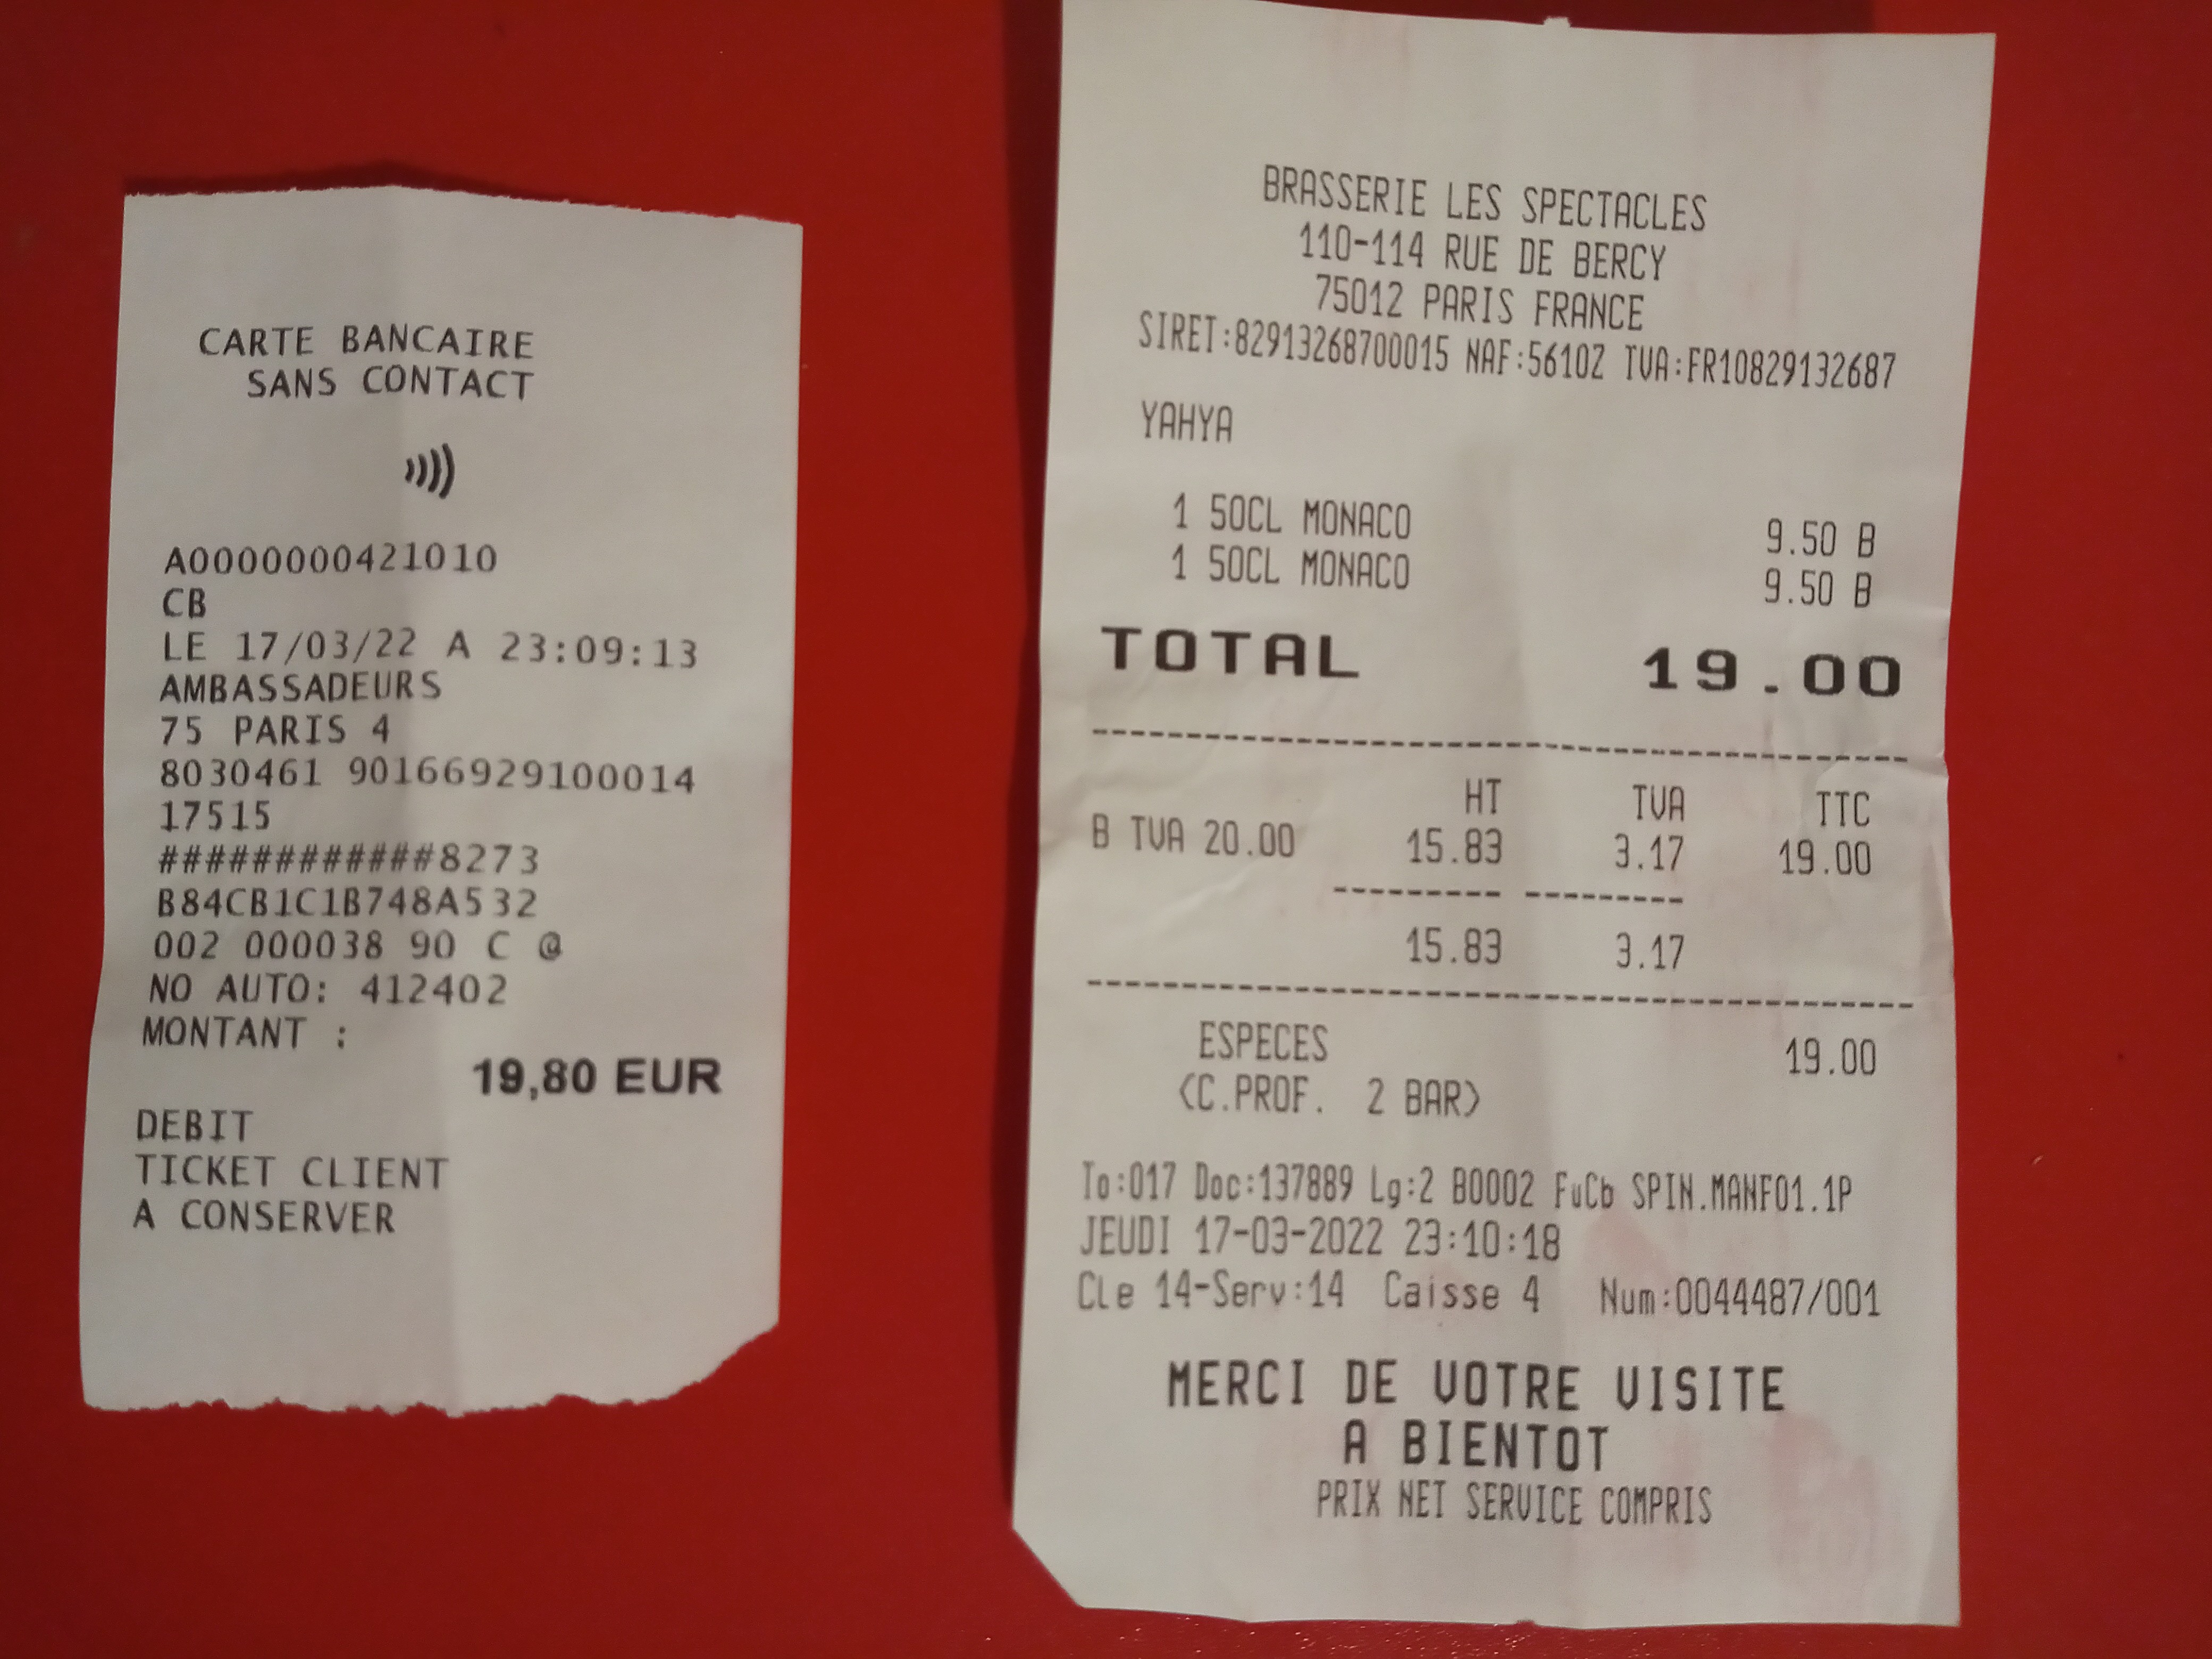 CARTE BANCAIRE
SANS CONTACT
A0000000421010
CB
LE 17/03/22 A 23:09:13
AMBASSADEURS
75 PARIS 4
8030461 90166929100014
17515
############8273
B84CB1C1B748A532
002 000038 90 C @
NO AUTO: 412402
MONTANT :
19,80 EUR
DEBIT
TICKET CLIENT
A CONSERVER
BRASSERIE LES SPECTACLES
110-114 RUE DE BERCY
75012 PARIS FRANCE
SIRET:82913268700015 NAF:5610Z TVA:FR10829132687
YAHYA
1 50CL MONACO 9.50 B
1 50CL MONACO 9.50 B
TOTAL 19.00
HT TVA TTC
B TVA 20.00 15.83 3.17 19.00
15.83 3.17
ESPECES 19.00
<C.PROF. 2 BAR>
To:017 Doc:137889 Lg:2 B0002 FuCb SPIN.MANF01.1P
JEUDI 17-03-2022 23:10:18
Cle 14-Serv:14 Caisse 4 Num:0044487/001
MERCI DE VOTRE VISITE
A BIENTOT
PRIX NET SERVICE COMPRIS